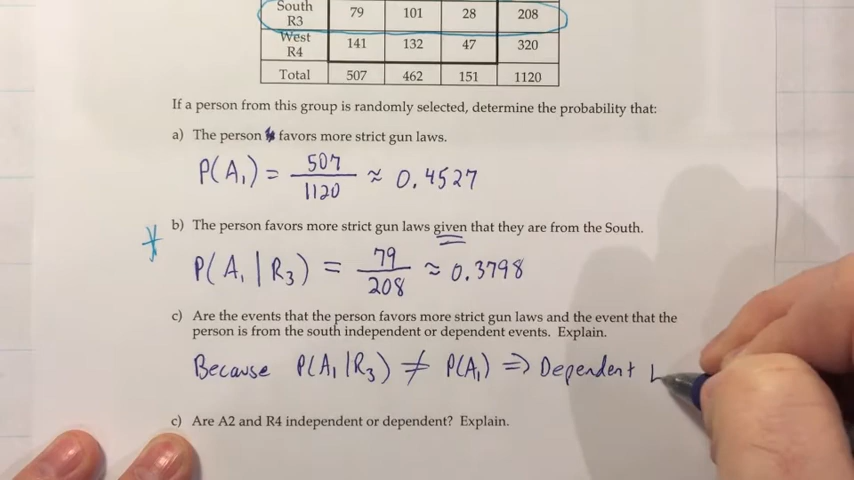 South 79 101 28 208
R3
West 141 132 47 320
R4
Total 507 462 151 1120
If a person from this group is randomly selected, determine the probability that:
a) The person favors more strict gun laws.
P(A₁) = 507/1120 ≈ 0.4527
b) The person favors more strict gun laws given that they are from the South.
P(A₁ | R₃) = 79/208 ≈ 0.3798
c) Are the events that the person favors more strict gun laws and the event that the
person is from the south independent or dependent events. Explain.
Because P(A₁ | R₃) ≠ P(A₁) ⇒ Dependent
c) Are A2 and R4 independent or dependent? Explain.